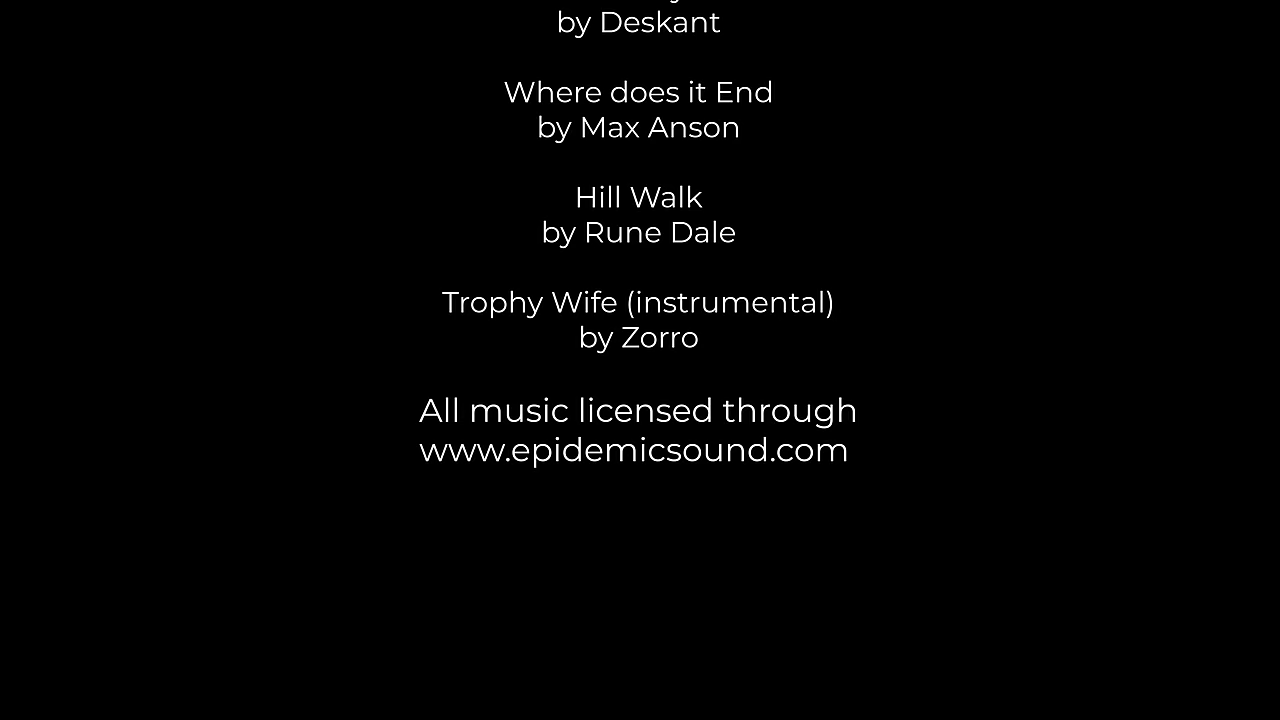 by Deskant
Where does it End
by Max Anson
Hill Walk
by Rune Dale
Trophy Wife (instrumental)
by Zorro
All music licensed through
www.epidemicsound.com